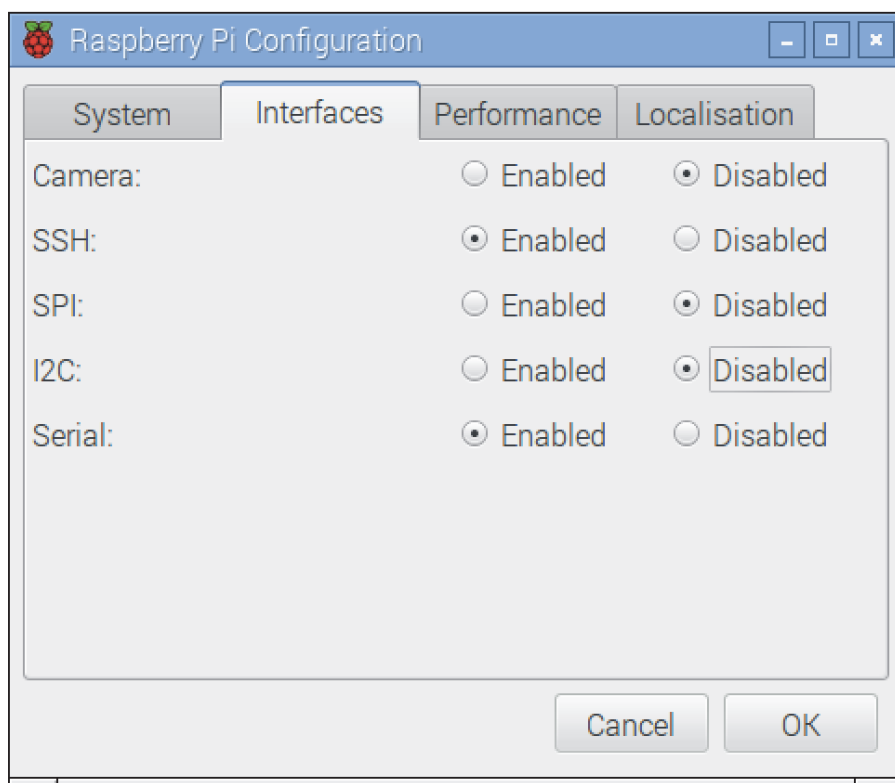 Raspberry Pi Configuration
System Interfaces Performance Localisation
Camera: Enabled Disabled
SSH: Enabled Disabled
SPI: Enabled Disabled
I2C: Enabled Disabled
Serial: Enabled Disabled
Cancel OK